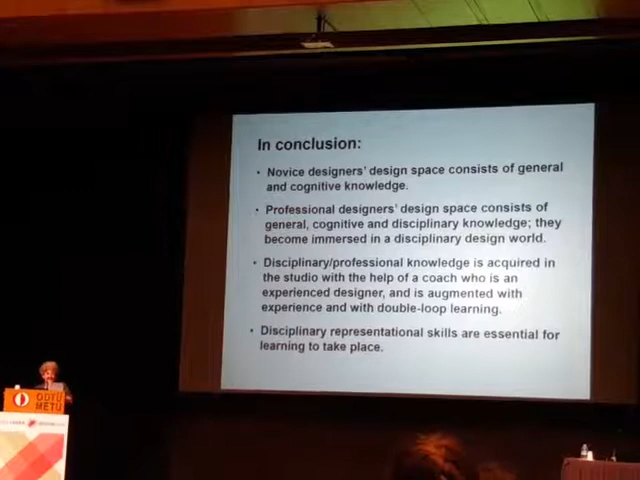 In conclusion:
• Novice designers' design space consists of general
and cognitive knowledge.
• Professional designers' design space consists of
general, cognitive and disciplinary knowledge; they
become immersed in a disciplinary design world.
• Disciplinary/professional knowledge is acquired in
the studio with the help of a coach who is an
experienced designer, and is augmented with
experience and with double-loop learning.
• Disciplinary representational skills are essential for
learning to take place.
ODTÜ
METU